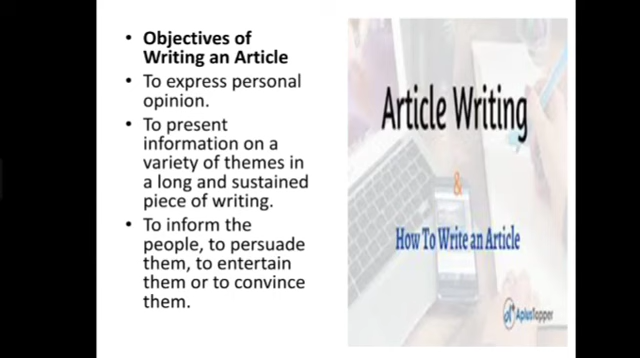 Objectives of
Writing an Article
To express personal
opinion.
To present
information on a
variety of themes in
a long and sustained
piece of writing.
To inform the
people, to persuade
them, to entertain
them or to convince
them.
Article Writing
&
How To Write an Article
AplusTopper